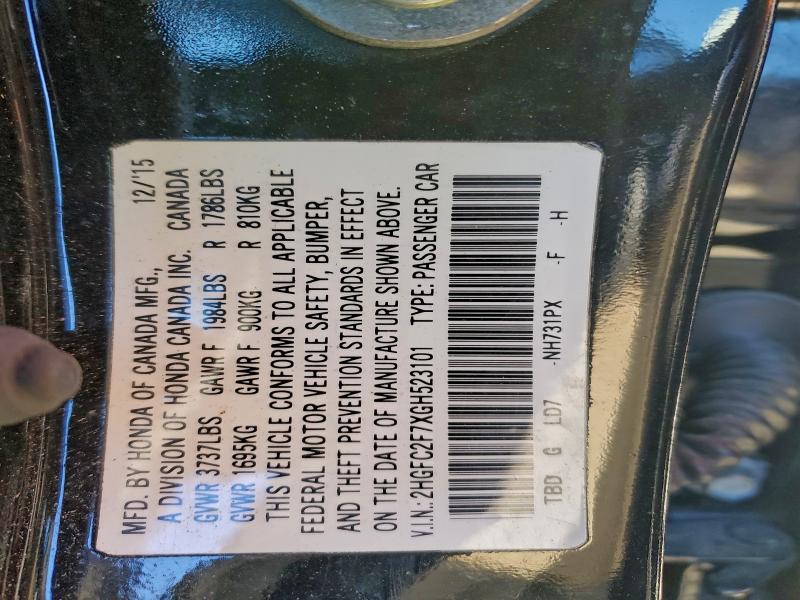 MFD. BY HONDA OF CANADA MFG., 12/'15
A DIVISION OF HONDA CANADA INC. CANADA
GVWR 3737LBS GAWR F 1984LBS R 1786LBS
GVWR 1695KG GAWR F 900KG R 810KG
THIS VEHICLE CONFORMS TO ALL APPLICABLE
FEDERAL MOTOR VEHICLE SAFETY, BUMPER,
AND THEFT PREVENTION STANDARDS IN EFFECT
ON THE DATE OF MANUFACTURE SHOWN ABOVE.
V.I.N.: 2HGFC2F7XGH523101 TYPE: PASSENGER CAR
TBD G LD7 -NH731PX -F -H